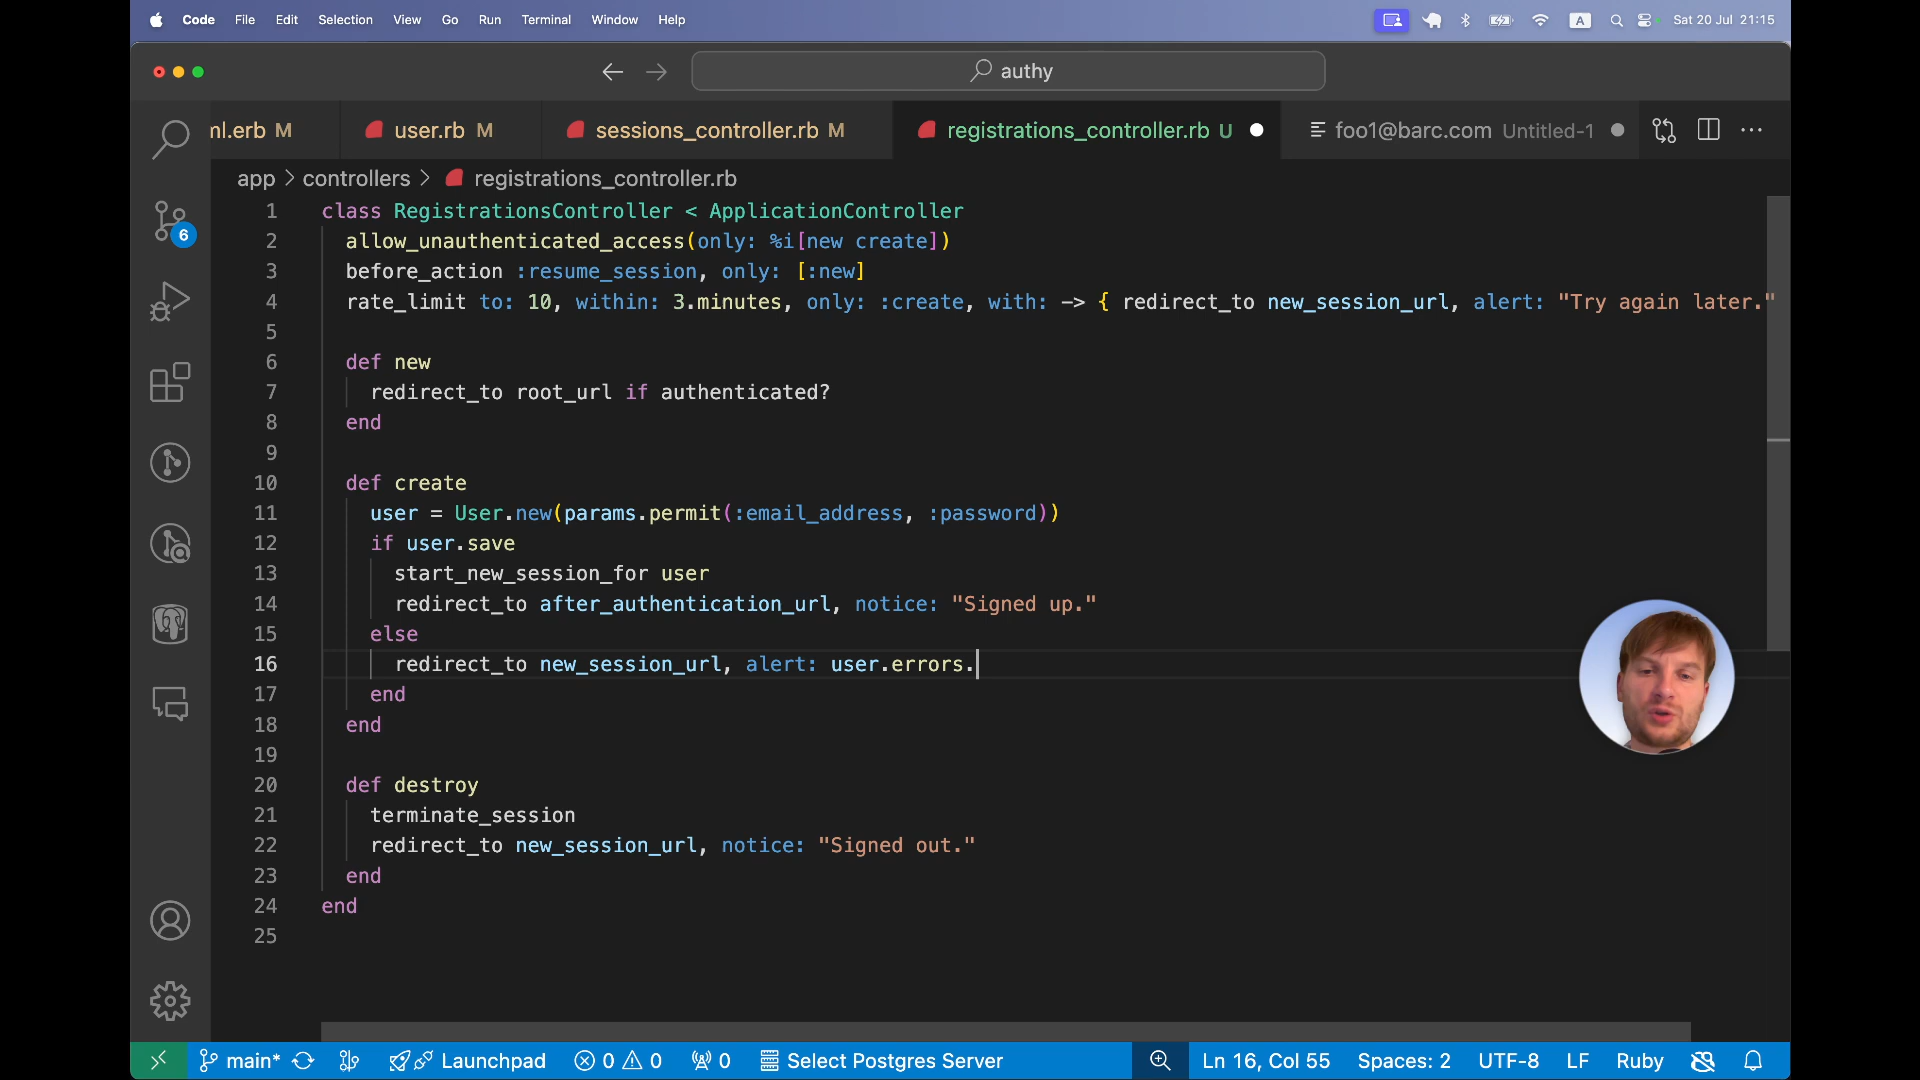 Code File Edit Selection View Go Run Terminal Window Help A Sat 20 Jul 21:15
authy
ml.erb M user.rb M sessions_controller.rb M registrations_controller.rb U foo1@barc.com Untitled-1
app > controllers > registrations_controller.rb
6
1 class RegistrationsController < ApplicationController
2 allow_unauthenticated_access(only: %i[new create])
3 before_action :resume_session, only: [:new]
4 rate_limit to: 10, within: 3.minutes, only: :create, with: -> { redirect_to new_session_url, alert: "Try again later."
5
6 def new
7 redirect_to root_url if authenticated?
8 end
9
10 def create
11 user = User.new(params.permit(:email_address, :password))
12 if user.save
13 start_new_session_for user
14 redirect_to after_authentication_url, notice: "Signed up."
15 else
16 redirect_to new_session_url, alert: user.errors.
17 end
18 end
19
20 def destroy
21 terminate_session
22 redirect_to new_session_url, notice: "Signed out."
23 end
24 end
25
main* Launchpad 0 0 0 Select Postgres Server Ln 16, Col 55 Spaces: 2 UTF-8 LF Ruby